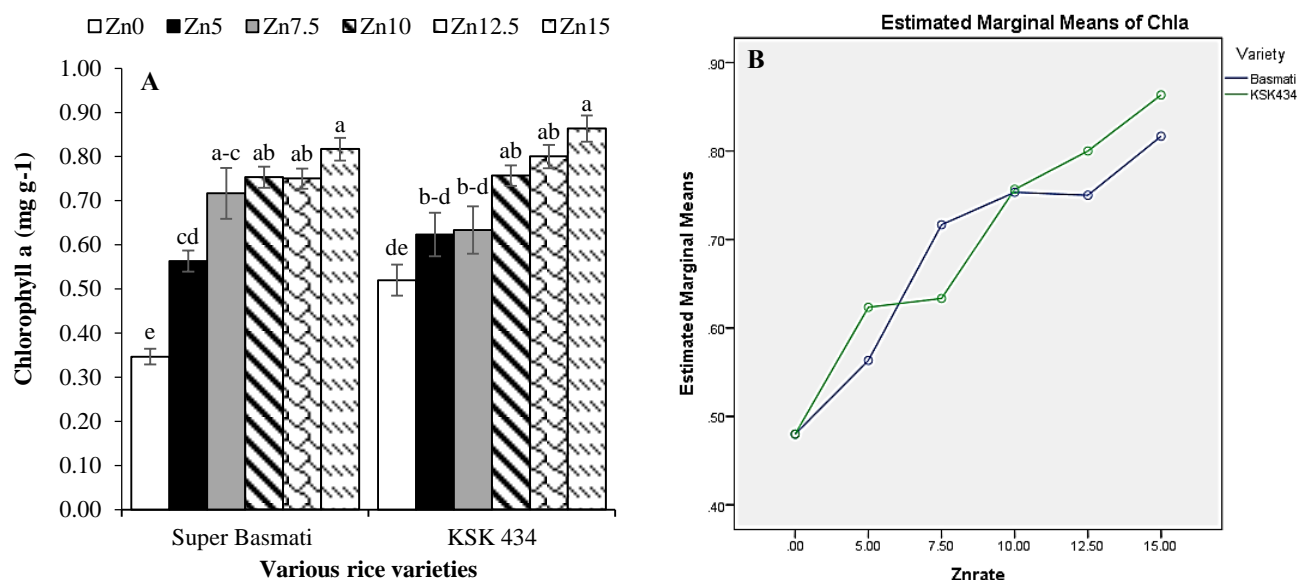 Zn0 Zn5 Zn7.5 Zn10 Zn12.5 Zn15
A
Chlorophyll a (mg g-1)
1.00
0.90
0.80
0.70
0.60
0.50
0.40
0.30
0.20
0.10
0.00
e cd a-c ab ab a
de b-d b-d ab ab a
Super Basmati KSK 434
Various rice varieties
Estimated Marginal Means of Chla
B
Variety
Basmati
KSK434
Estimated Marginal Means
.90
.80
.70
.60
.50
.40
.00 5.00 7.50 10.00 12.50 15.00
Znrate